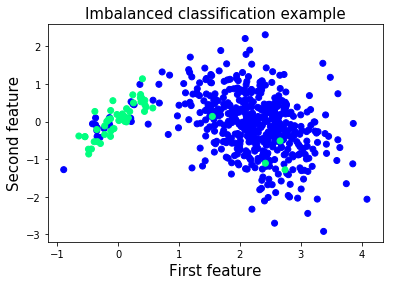 Imbalanced classification example
Second feature
2
1
0
−1
−2
−3
−1 0 1 2 3 4
First feature